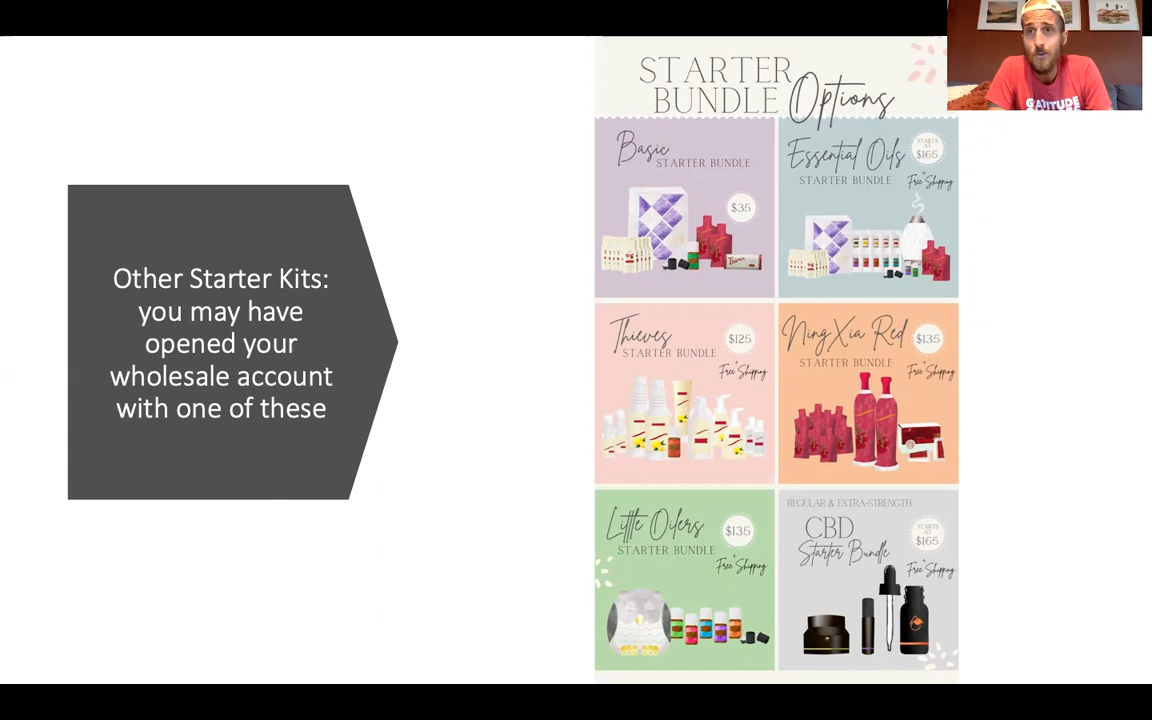 Other Starter Kits:
you may have
opened your
wholesale account
with one of these
STARTER
BUNDLE Options
Basic
STARTER BUNDLE
$35
Thieves
Essential Oils
STARTER BUNDLE
STARTS
AT
$165
+
Free Shipping
Thieves
STARTER BUNDLE
$125
+
Free Shipping
NingXia Red
STARTER BUNDLE
$135
+
Free Shipping
Little Oilers
STARTER BUNDLE
$135
+
Free Shipping
REGULAR & EXTRA-STRENGTH
CBD
Starter Bundle
STARTS
AT
$165
+
Free Shipping
GRATITUDE